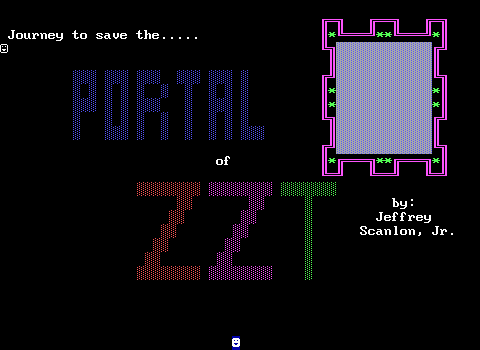 Journey to save the.....
PORTAL
of
ZZT
by:
Jeffrey
Scanlon, Jr.